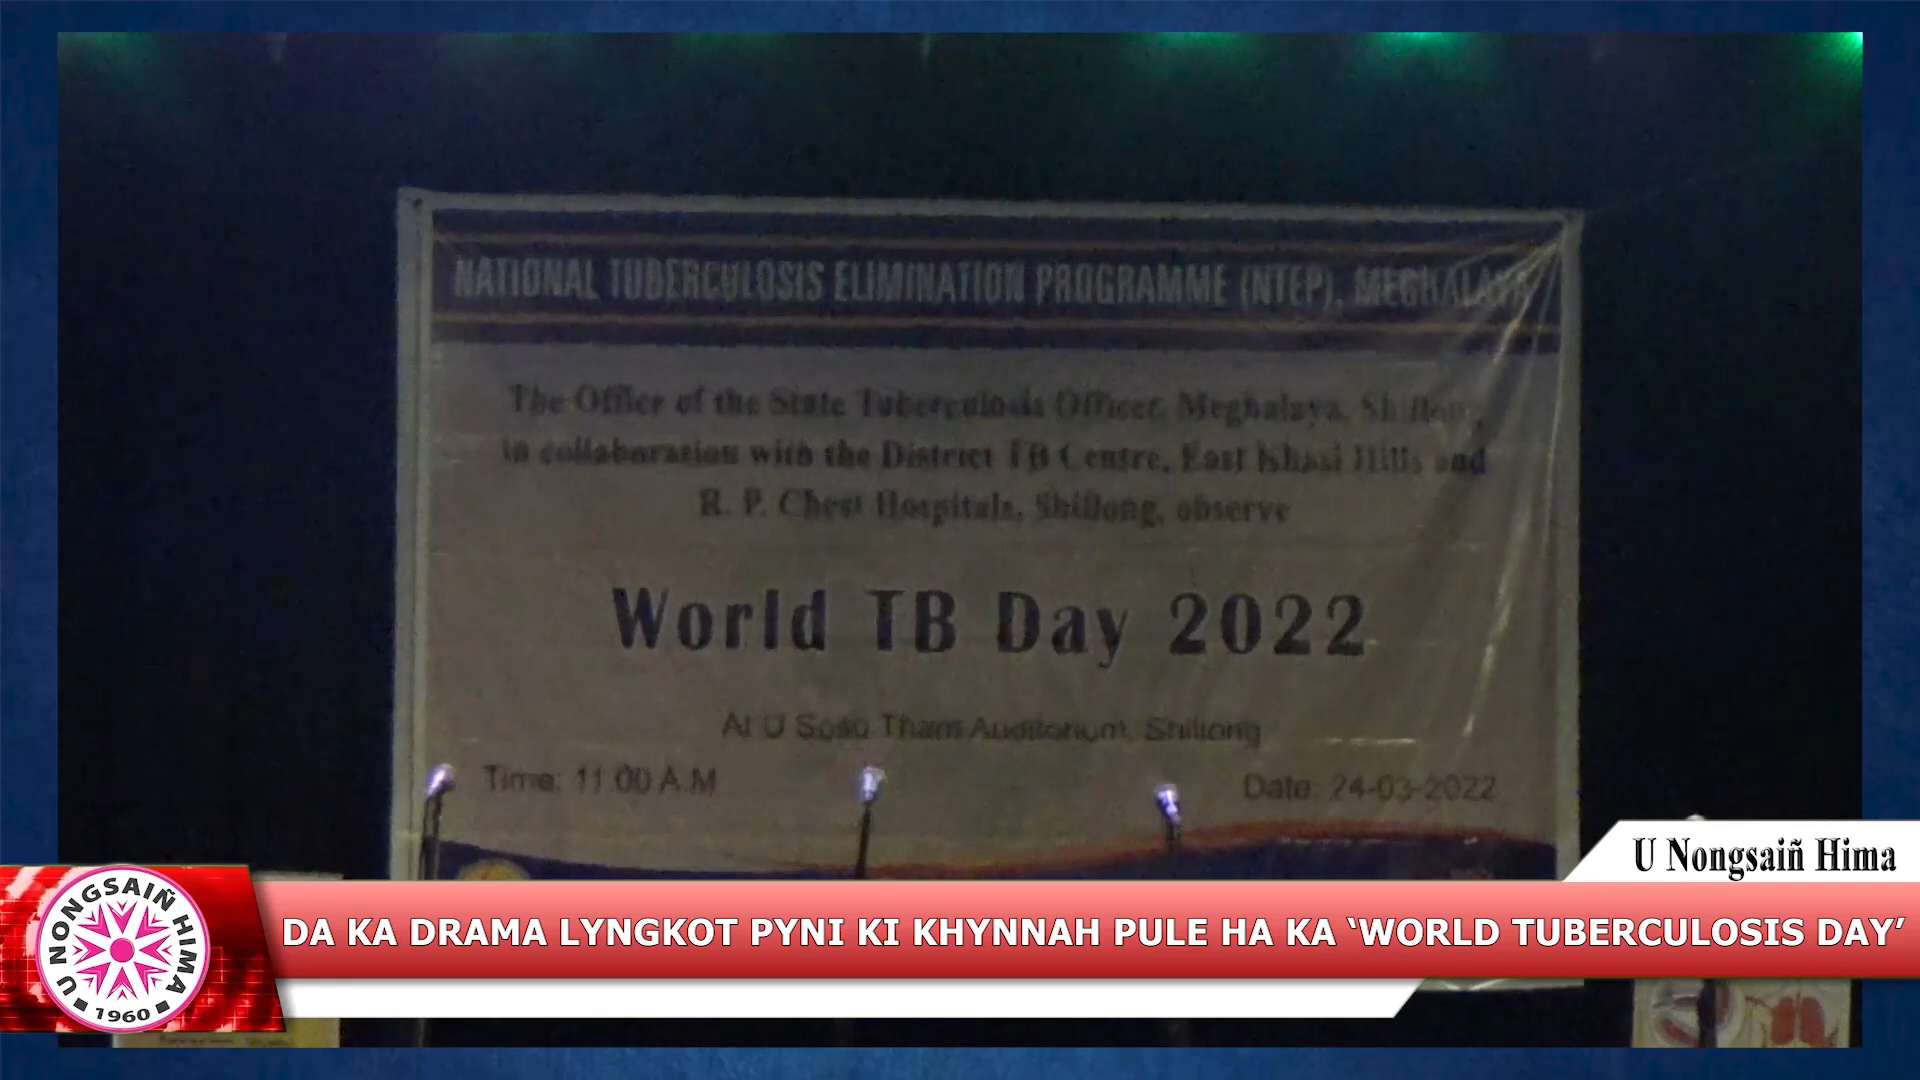 NATIONAL TUBERCULOSIS ELIMINATION PROGRAMME (NTEP), MEGHALAYA
The Office of the State Tuberculosis Officer, Meghalaya, Shillong,
in collaboration with the District TB Centre, East Khasi Hills and
R. P. Chest Hospitals, Shillong, observe
World TB Day 2022
At U Soso Tham Auditorium, Shillong
Time: 11:00 A.M
Date: 24-03-2022
U Nongsaiñ Hima
DA KA DRAMA LYNGKOT PYNI KI KHYNNAH PULE HA KA ‘WORLD TUBERCULOSIS DAY’
U NONGSAIÑ HIMA
1960